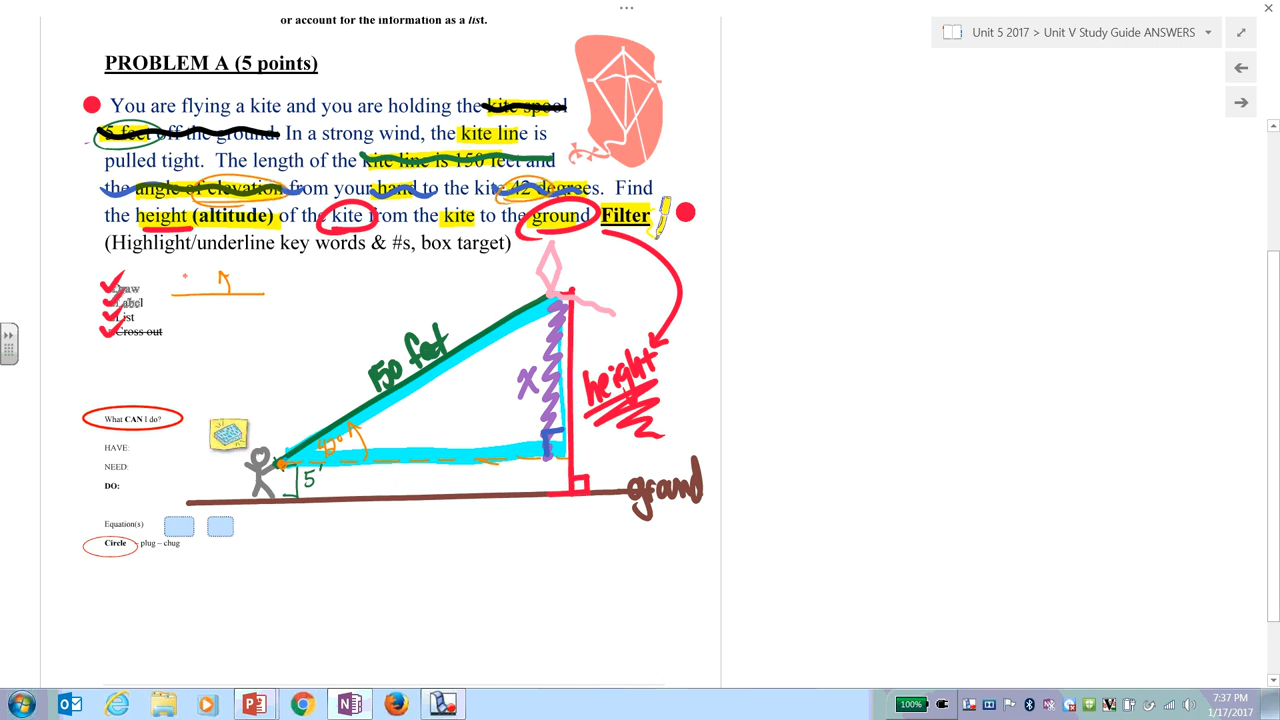 or account for the information as a list.
Unit 5 2017 > Unit V Study Guide ANSWERS
PROBLEM A (5 points)
You are flying a kite and you are holding the kite spool
5 feet off the ground. In a strong wind, the kite line is
pulled tight. The length of the kite line is 150 feet and
the angle of elevation from your hand to the kite 42 degrees. Find
the height (altitude) of the kite from the kite to the ground. Filter
(Highlight/underline key words & #s, box target)
Draw
Label
List
Cross out
150 feet
x
height
42°
5'
ground
What CAN I do?
HAVE:
NEED:
DO:
Equation(s)
Circle – plug – chug
100%
7:37 PM
1/17/2017